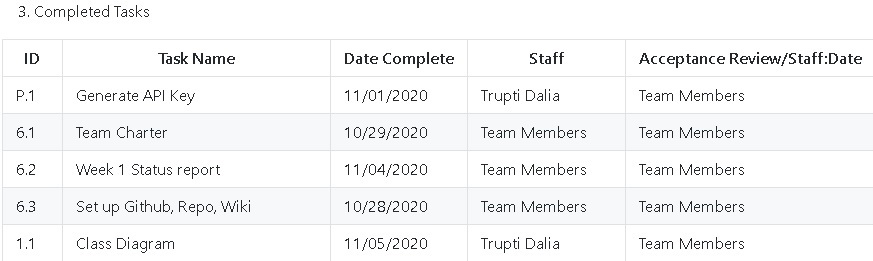 3. Completed Tasks
ID Task Name Date Complete Staff Acceptance Review/Staff:Date
P.1 Generate API Key 11/01/2020 Trupti Dalia Team Members
6.1 Team Charter 10/29/2020 Team Members Team Members
6.2 Week 1 Status report 11/04/2020 Team Members Team Members
6.3 Set up Github, Repo, Wiki 10/28/2020 Team Members Team Members
1.1 Class Diagram 11/05/2020 Trupti Dalia Team Members